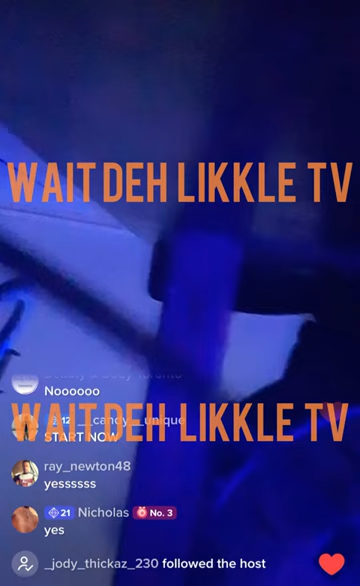 WAIT DEH LIKKLE TV
Noooooo
WAIT DEH LIKKLE TV
START NOW
ray_newton48
yessssss
21 Nicholas No. 3
yes
_jody_thickaz_230 followed the host